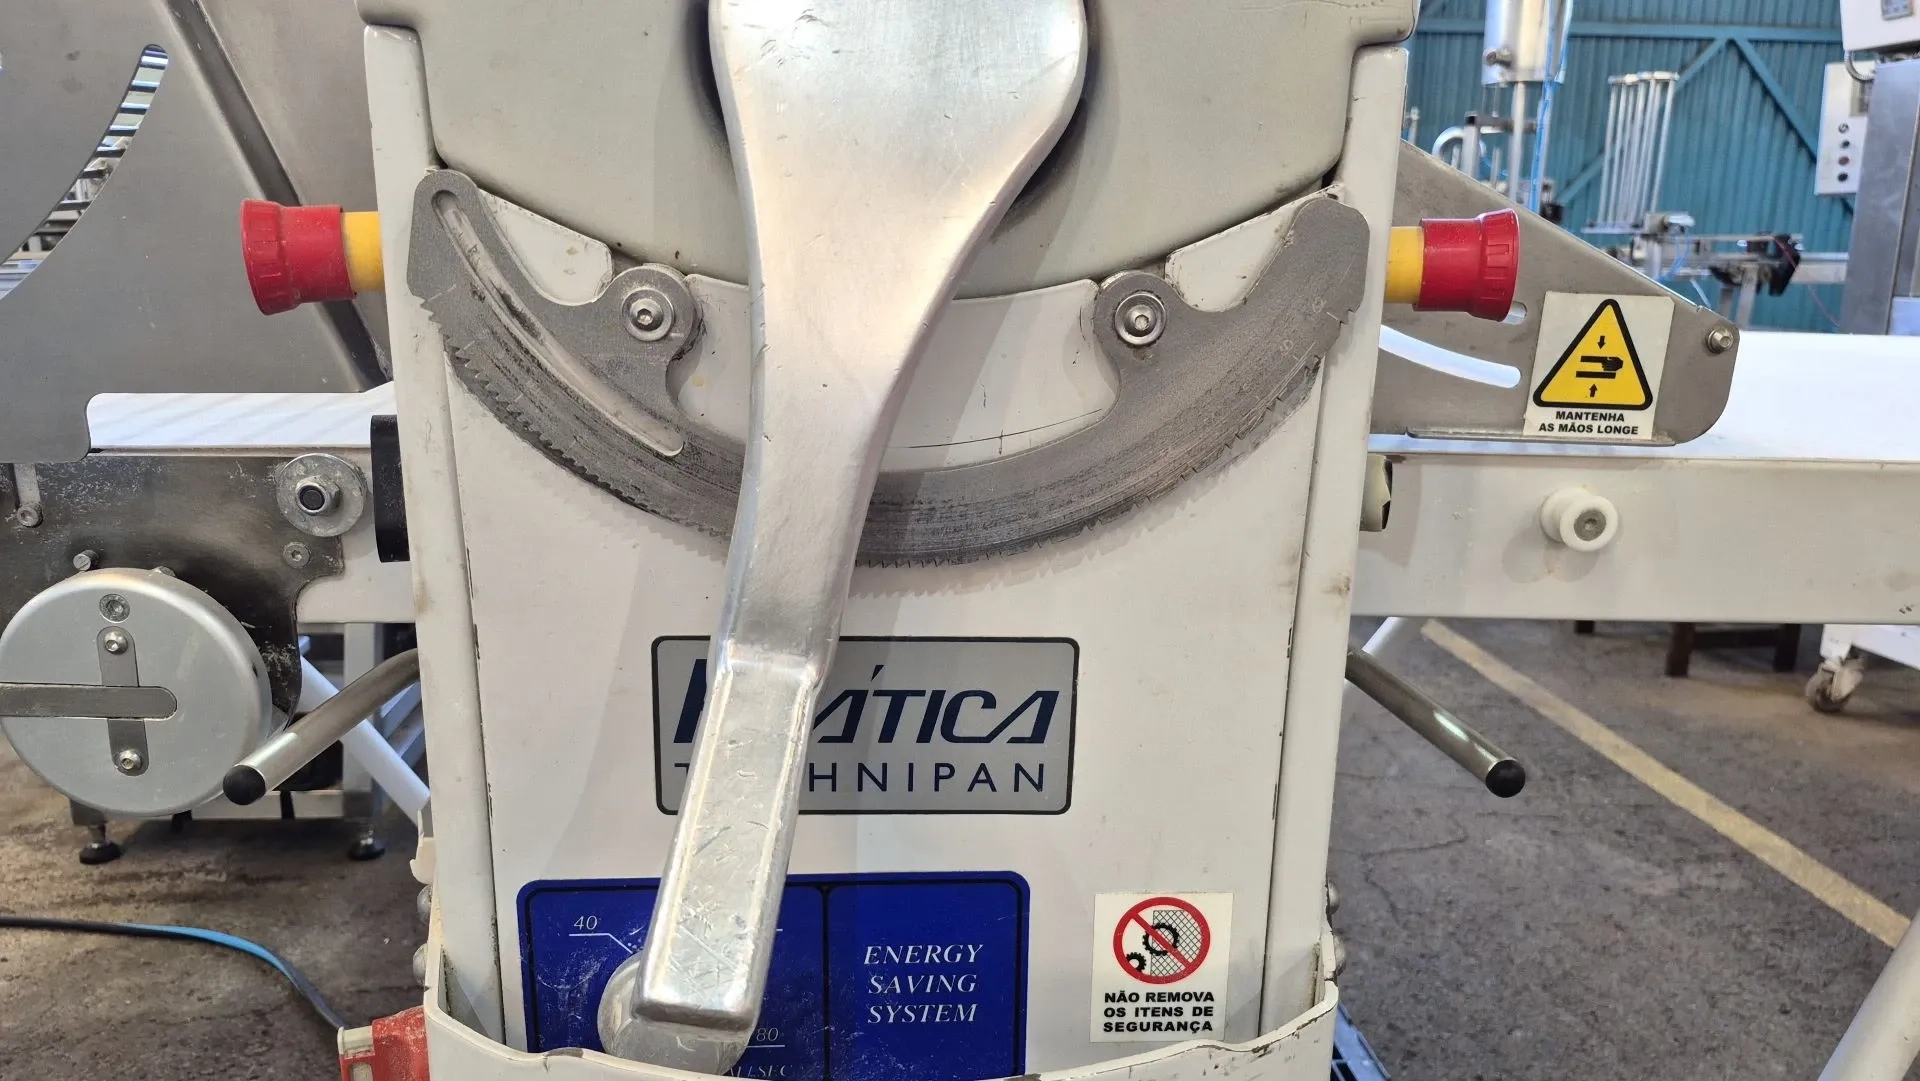 MANTENHA
AS MÃOS LONGE
ÁTICA
HNIPAN
40
ENERGY
SAVING
SYSTEM
80
NÃO REMOVA
OS ITENS DE
SEGURANÇA